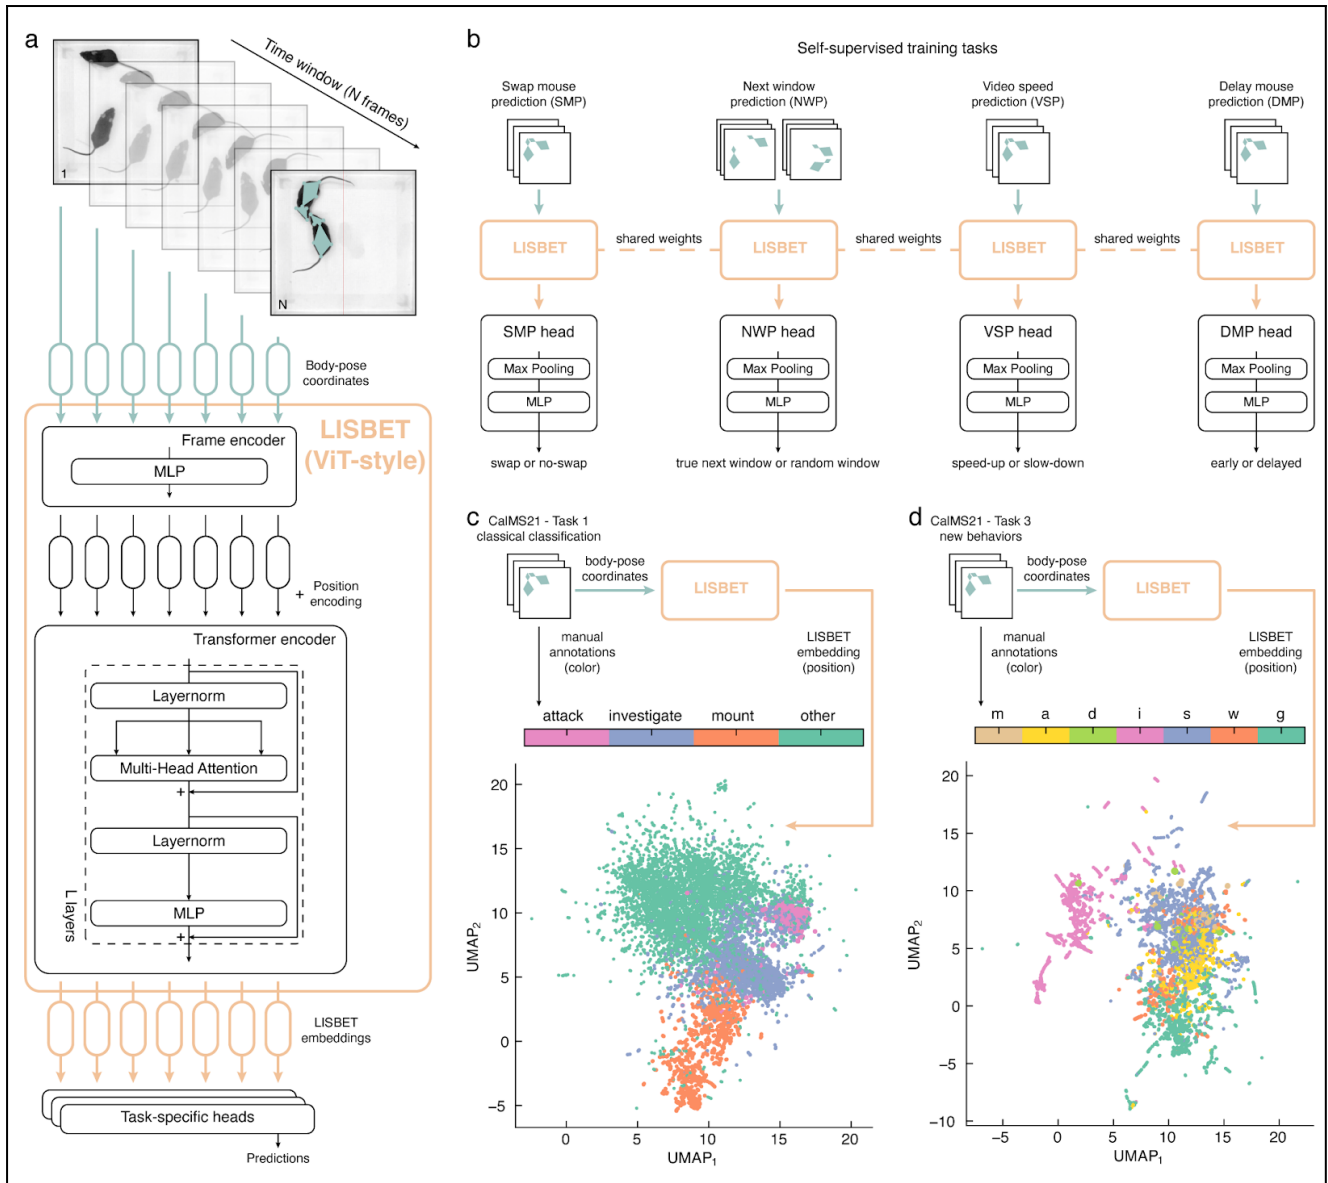 a
Time window (N frames)
1
N
Body-pose
coordinates
LISBET
(ViT-style)
Frame encoder
MLP
+
Position
encoding
Transformer encoder
Layernorm
Multi-Head Attention
+
Layernorm
MLP
+
L layers
LISBET
embeddings
Task-specific heads
Predictions
b
Self-supervised training tasks
Swap mouse
prediction (SMP)
Next window
prediction (NWP)
Video speed
prediction (VSP)
Delay mouse
prediction (DMP)
LISBET
shared weights
LISBET
shared weights
LISBET
shared weights
LISBET
SMP head
Max Pooling
MLP
swap or no-swap
NWP head
Max Pooling
MLP
true next window or random window
VSP head
Max Pooling
MLP
speed-up or slow-down
DMP head
Max Pooling
MLP
early or delayed
c
CalMS21 - Task 1
classical classification
body-pose
coordinates
LISBET
manual
annotations
(color)
LISBET
embedding
(position)
attack investigate mount other
20
15
10
5
0
−5
UMAP2
0 5 10 15 20
UMAP1
d
CalMS21 - Task 3
new behaviors
body-pose
coordinates
LISBET
manual
annotations
(color)
LISBET
embedding
(position)
m a d i s w g
20
15
10
5
0
−5
−10
UMAP2
−5 0 5 10 15 20
UMAP1